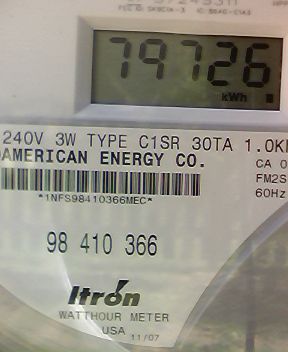 79726
kWh
240V 3W TYPE C1SR 30TA 1.0K
AMERICAN ENERGY CO.
CA 0
FM2S
60Hz
*1NFS98410366MEC*
98 410 366
Itrón
WATTHOUR METER
USA 11/07